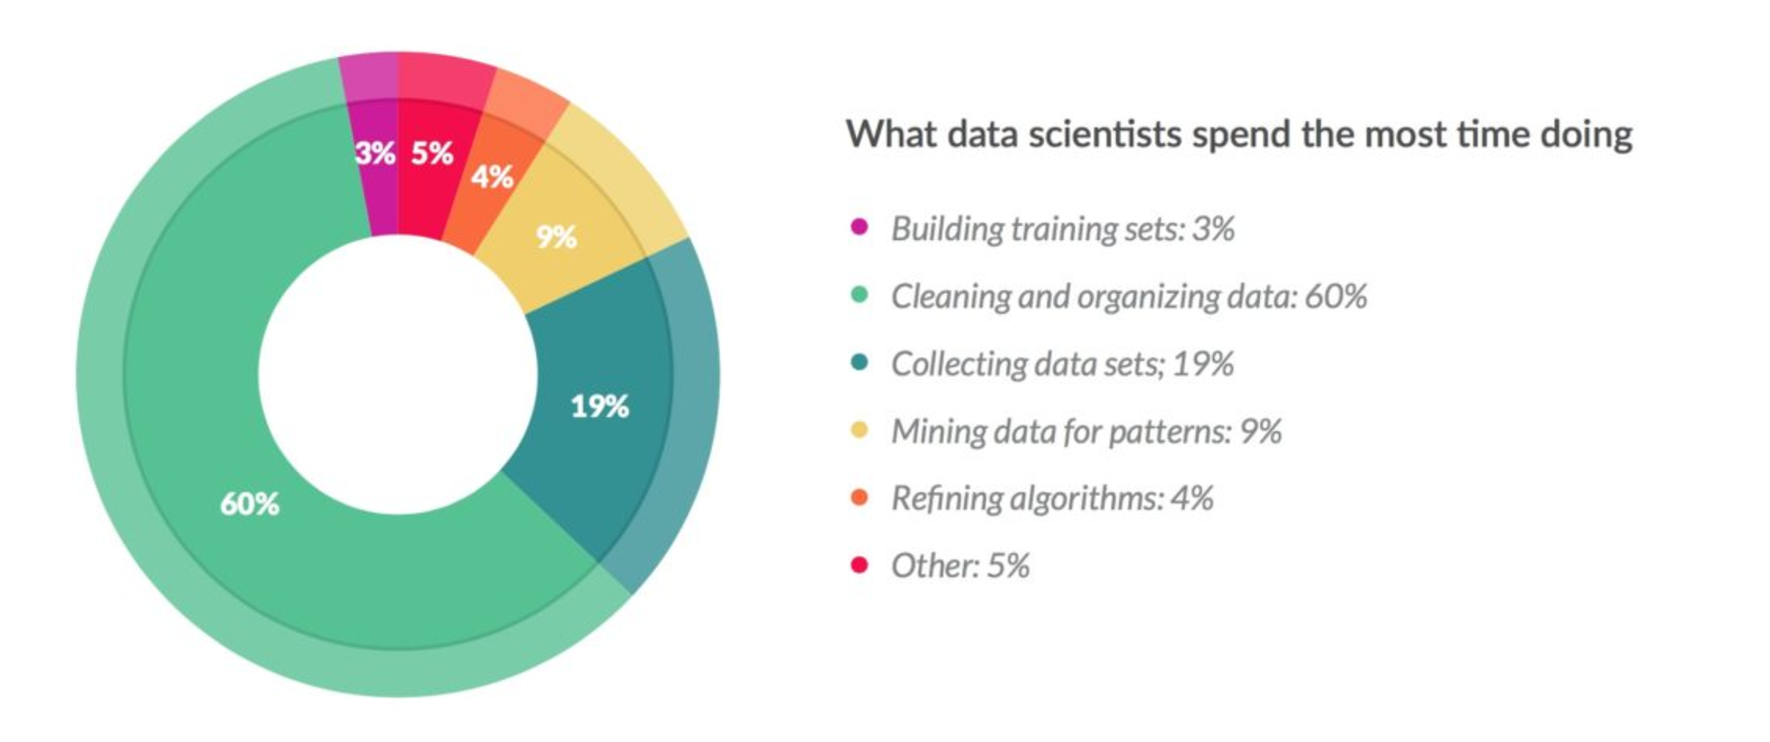 3%
5%
4%
9%
19%
60%
What data scientists spend the most time doing
Building training sets: 3%
Cleaning and organizing data: 60%
Collecting data sets; 19%
Mining data for patterns: 9%
Refining algorithms: 4%
Other: 5%